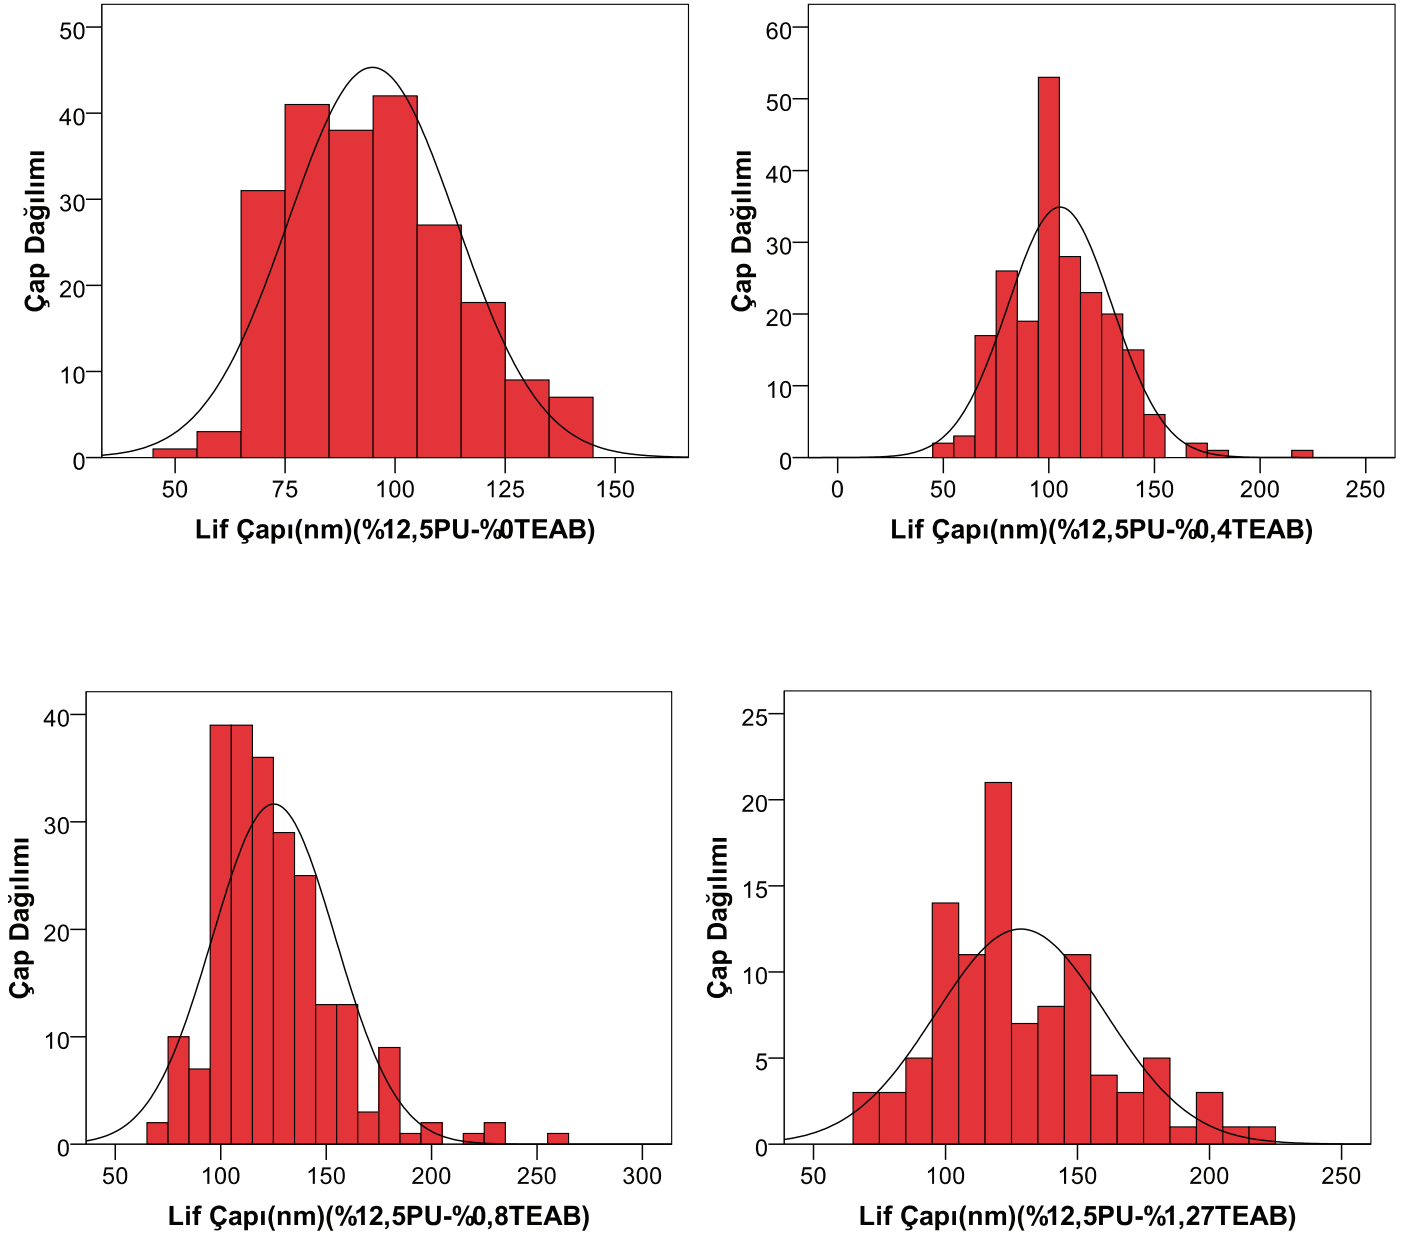 50
40
30
20
10
0
Çap Dağılımı
50 75 100 125 150
Lif Çapı(nm)(%12,5PU-%0TEAB)
60
50
40
30
20
10
0
Çap Dağılımı
0 50 100 150 200 250
Lif Çapı(nm)(%12,5PU-%0,4TEAB)
40
30
20
10
0
Çap Dağılımı
50 100 150 200 250 300
Lif Çapı(nm)(%12,5PU-%0,8TEAB)
25
20
15
10
5
0
Çap Dağılımı
50 100 150 200 250
Lif Çapı(nm)(%12,5PU-%1,27TEAB)